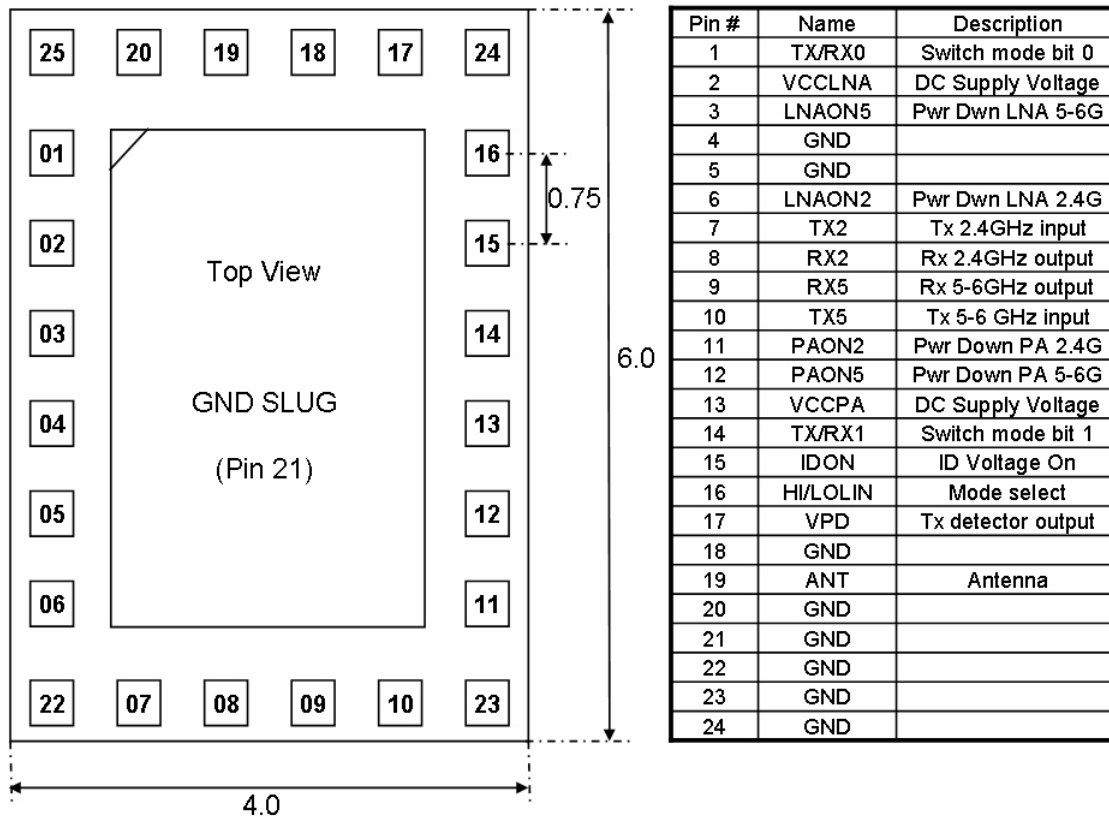 25 20 19 18 17 24
01 16
0.75
02 15
Top View
03 14
6.0
GND SLUG
04 13
(Pin 21)
05 12
06 11
22 07 08 09 10 23
4.0
Pin # Name Description
1 TX/RX0 Switch mode bit 0
2 VCCLNA DC Supply Voltage
3 LNAON5 Pwr Dwn LNA 5-6G
4 GND
5 GND
6 LNAON2 Pwr Dwn LNA 2.4G
7 TX2 Tx 2.4GHz input
8 RX2 Rx 2.4GHz output
9 RX5 Rx 5-6GHz output
10 TX5 Tx 5-6 GHz input
11 PAON2 Pwr Down PA 2.4G
12 PAON5 Pwr Down PA 5-6G
13 VCCPA DC Supply Voltage
14 TX/RX1 Switch mode bit 1
15 IDON ID Voltage On
16 HI/LOLIN Mode select
17 VPD Tx detector output
18 GND
19 ANT Antenna
20 GND
21 GND
22 GND
23 GND
24 GND